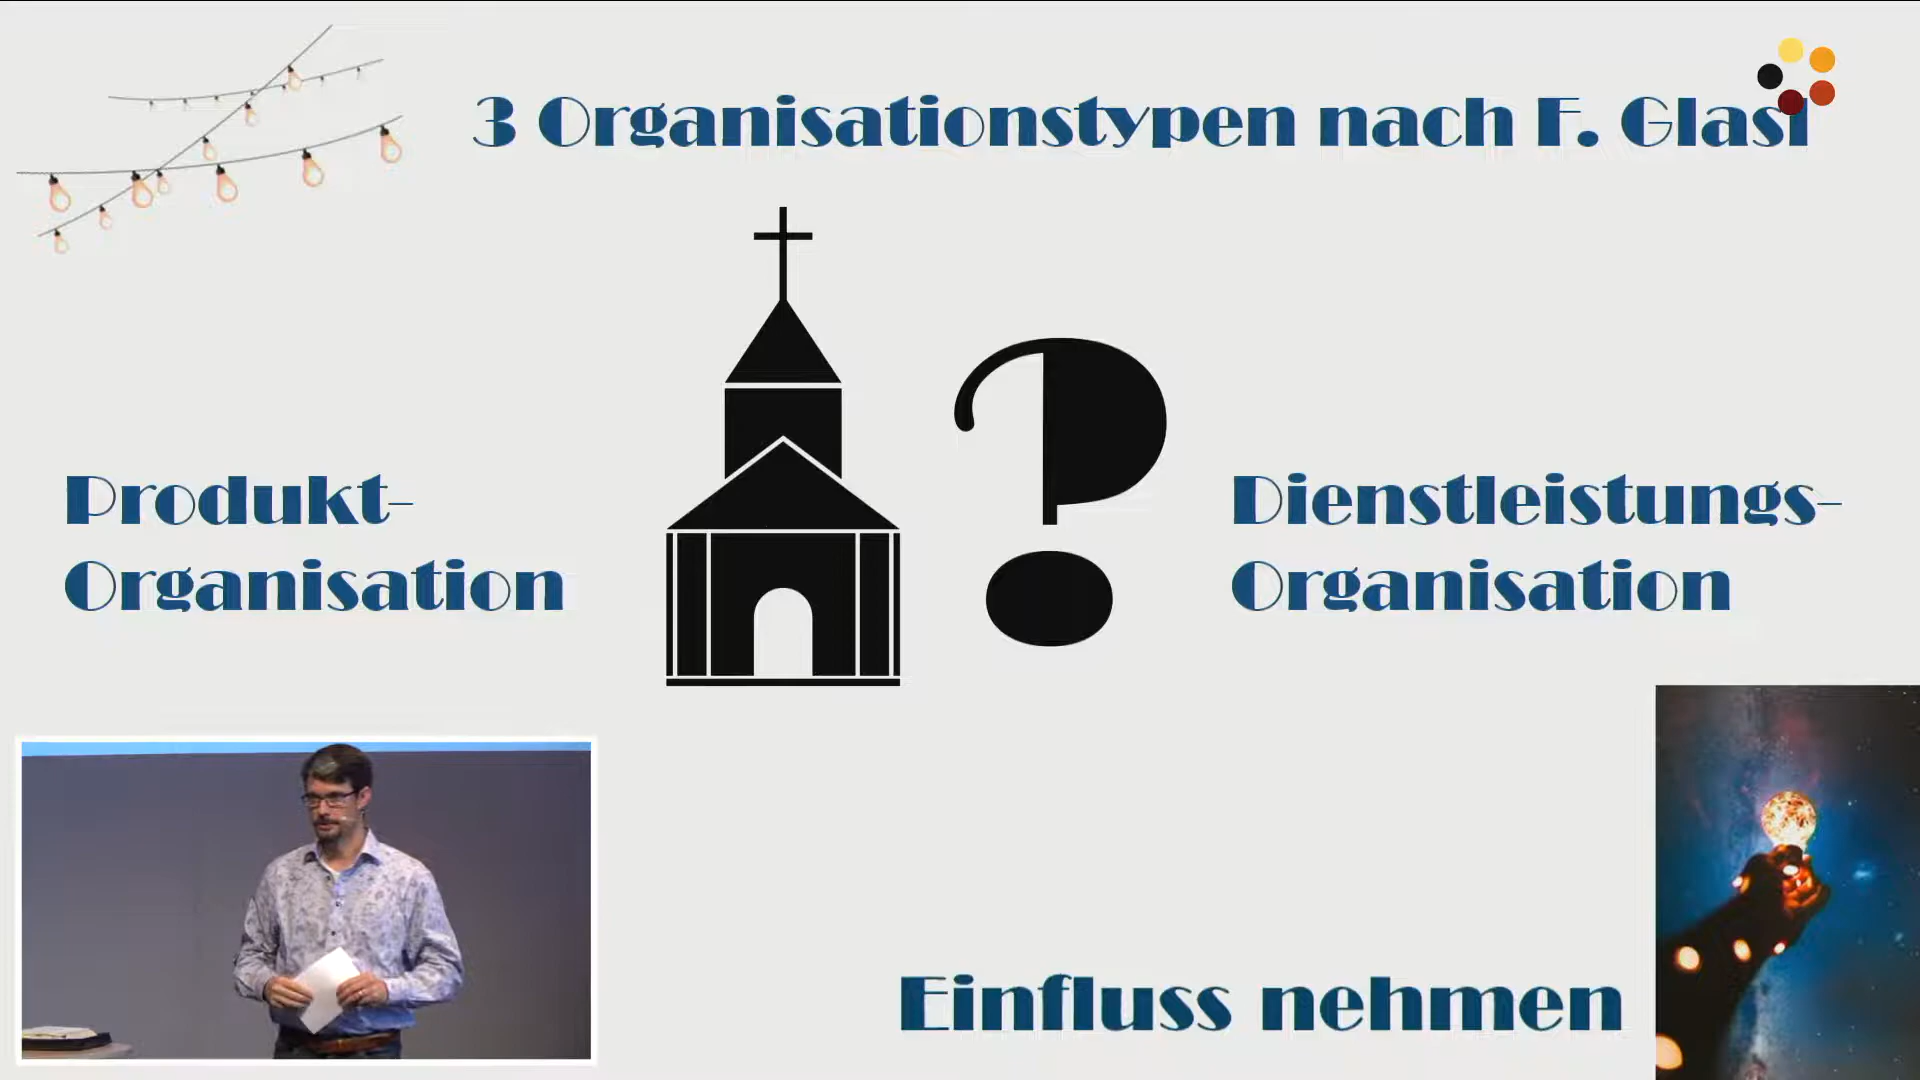 3 Organisationstypen nach F. Glasl
?
Produkt-
Organisation
Dienstleistungs-
Organisation
Einfluss nehmen